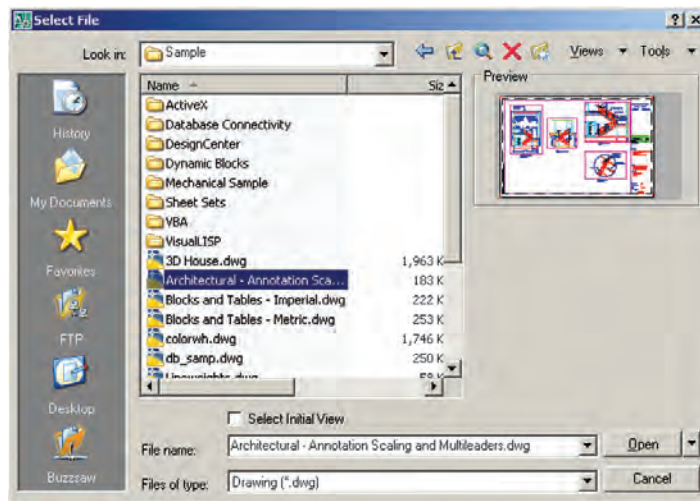 Select File
Look in:
Sample
Views
Tools
History
My Documents
Favorites
FTP
Desktop
Buzzsaw
Name
Siz
ActiveX
Database Connectivity
DesignCenter
Dynamic Blocks
Mechanical Sample
Sheet Sets
VBA
VisualLISP
3D House.dwg 1,963 K
Architectural - Annotation Sca... 183 K
Blocks and Tables - Imperial.dwg 222 K
Blocks and Tables - Metric.dwg 253 K
colorwh.dwg 1,746 K
db_samp.dwg 250 K
Lineweights.dwg 58 K
Preview
Select Initial View
File name:
Architectural - Annotation Scaling and Multileaders.dwg
Open
Files of type:
Drawing (*.dwg)
Cancel